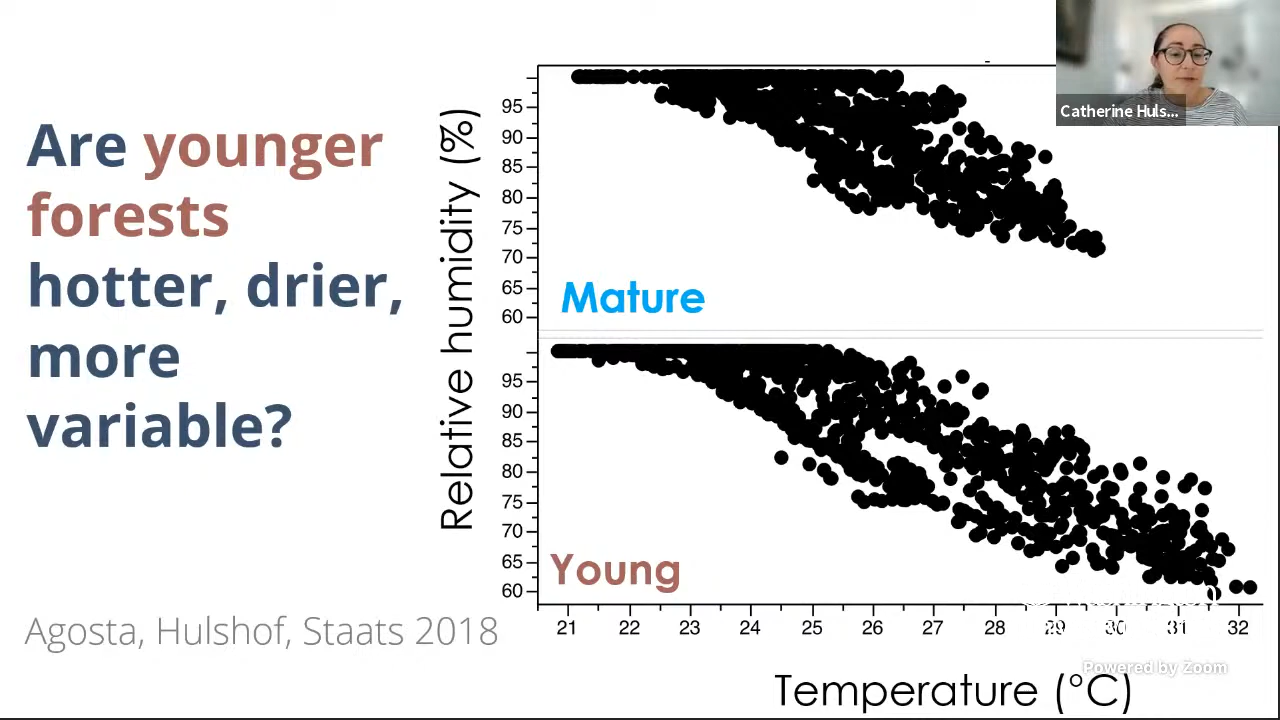 Catherine Huls...
Are younger
forests
hotter, drier,
more
variable?
Agosta, Hulshof, Staats 2018
Relative humidity (%)
95
90
85
80
75
70
65
60
Mature
95
90
85
80
75
70
65
60
Young
21 22 23 24 25 26 27 28 29 30 31 32
Temperature (°C)
Powered by Zoom